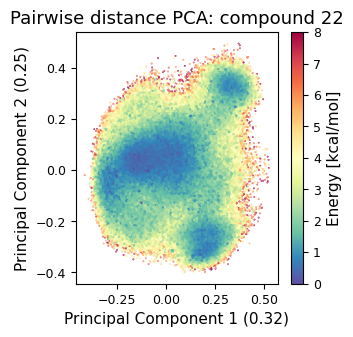 Pairwise distance PCA: compound 22
Principal Component 2 (0.25)
0.4
0.2
0.0
−0.2
−0.4
−0.25 0.00 0.25 0.50
Principal Component 1 (0.32)
8
7
6
5
4
3
2
1
0
Energy [kcal/mol]